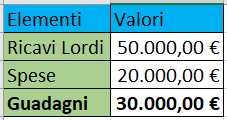 Elementi Valori
Ricavi Lordi 50.000,00 €
Spese 20.000,00 €
Guadagni 30.000,00 €